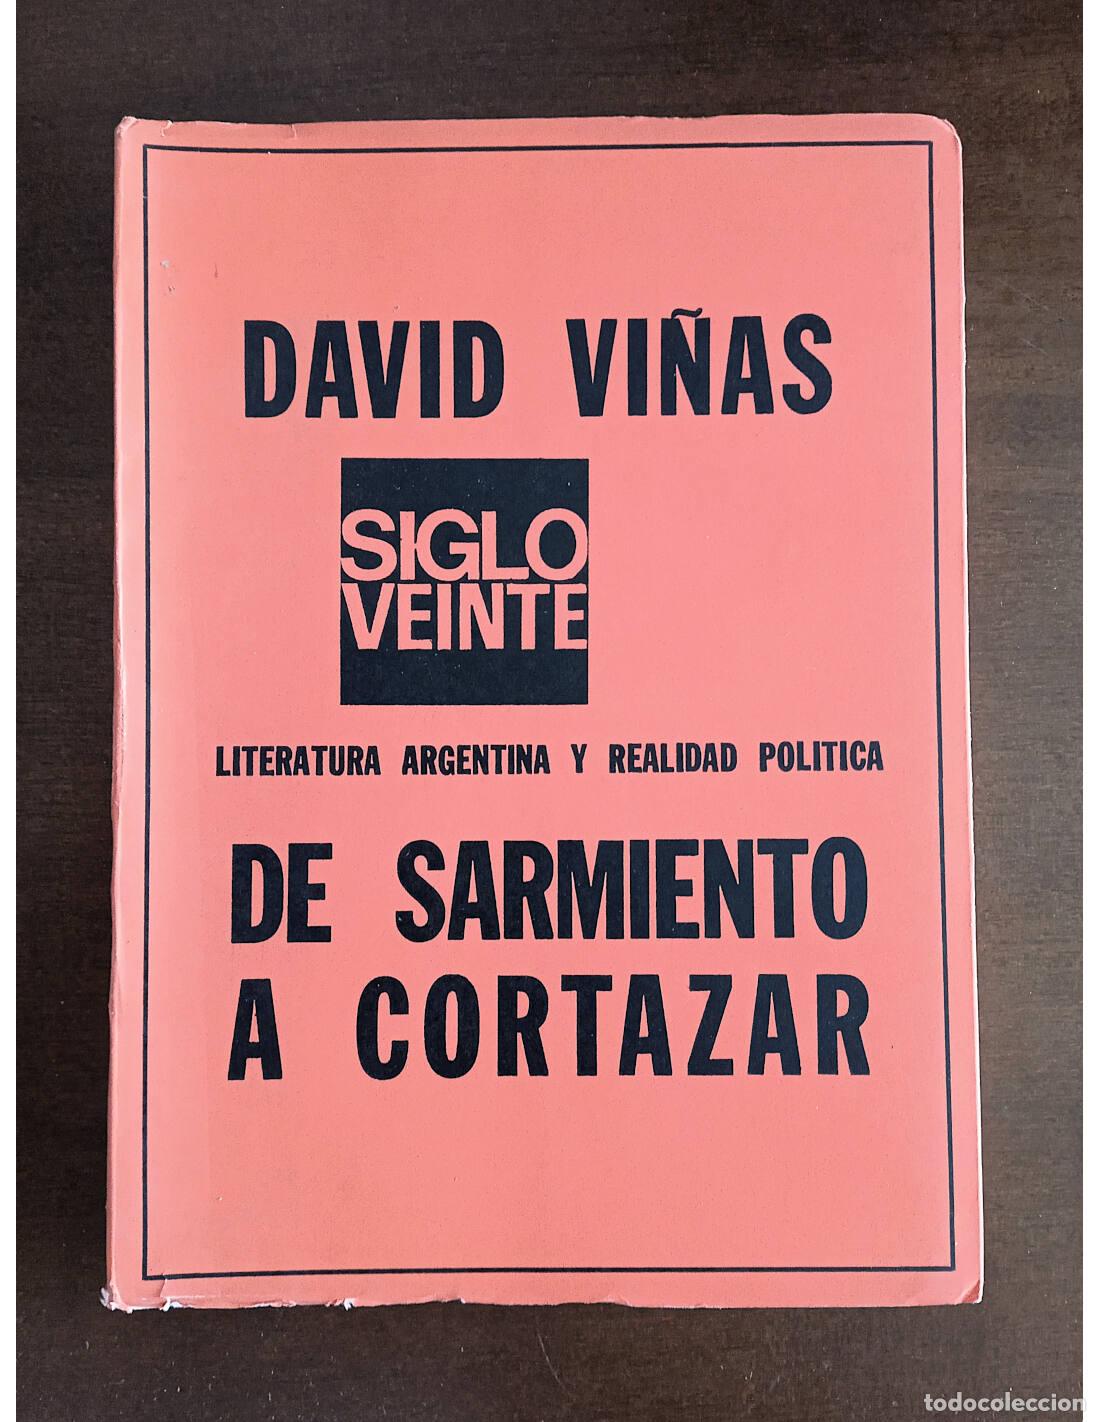 DAVID VIÑAS
SIGLO
VEINTE
LITERATURA ARGENTINA Y REALIDAD POLITICA
DE SARMIENTO
A CORTAZAR
todocoleccion